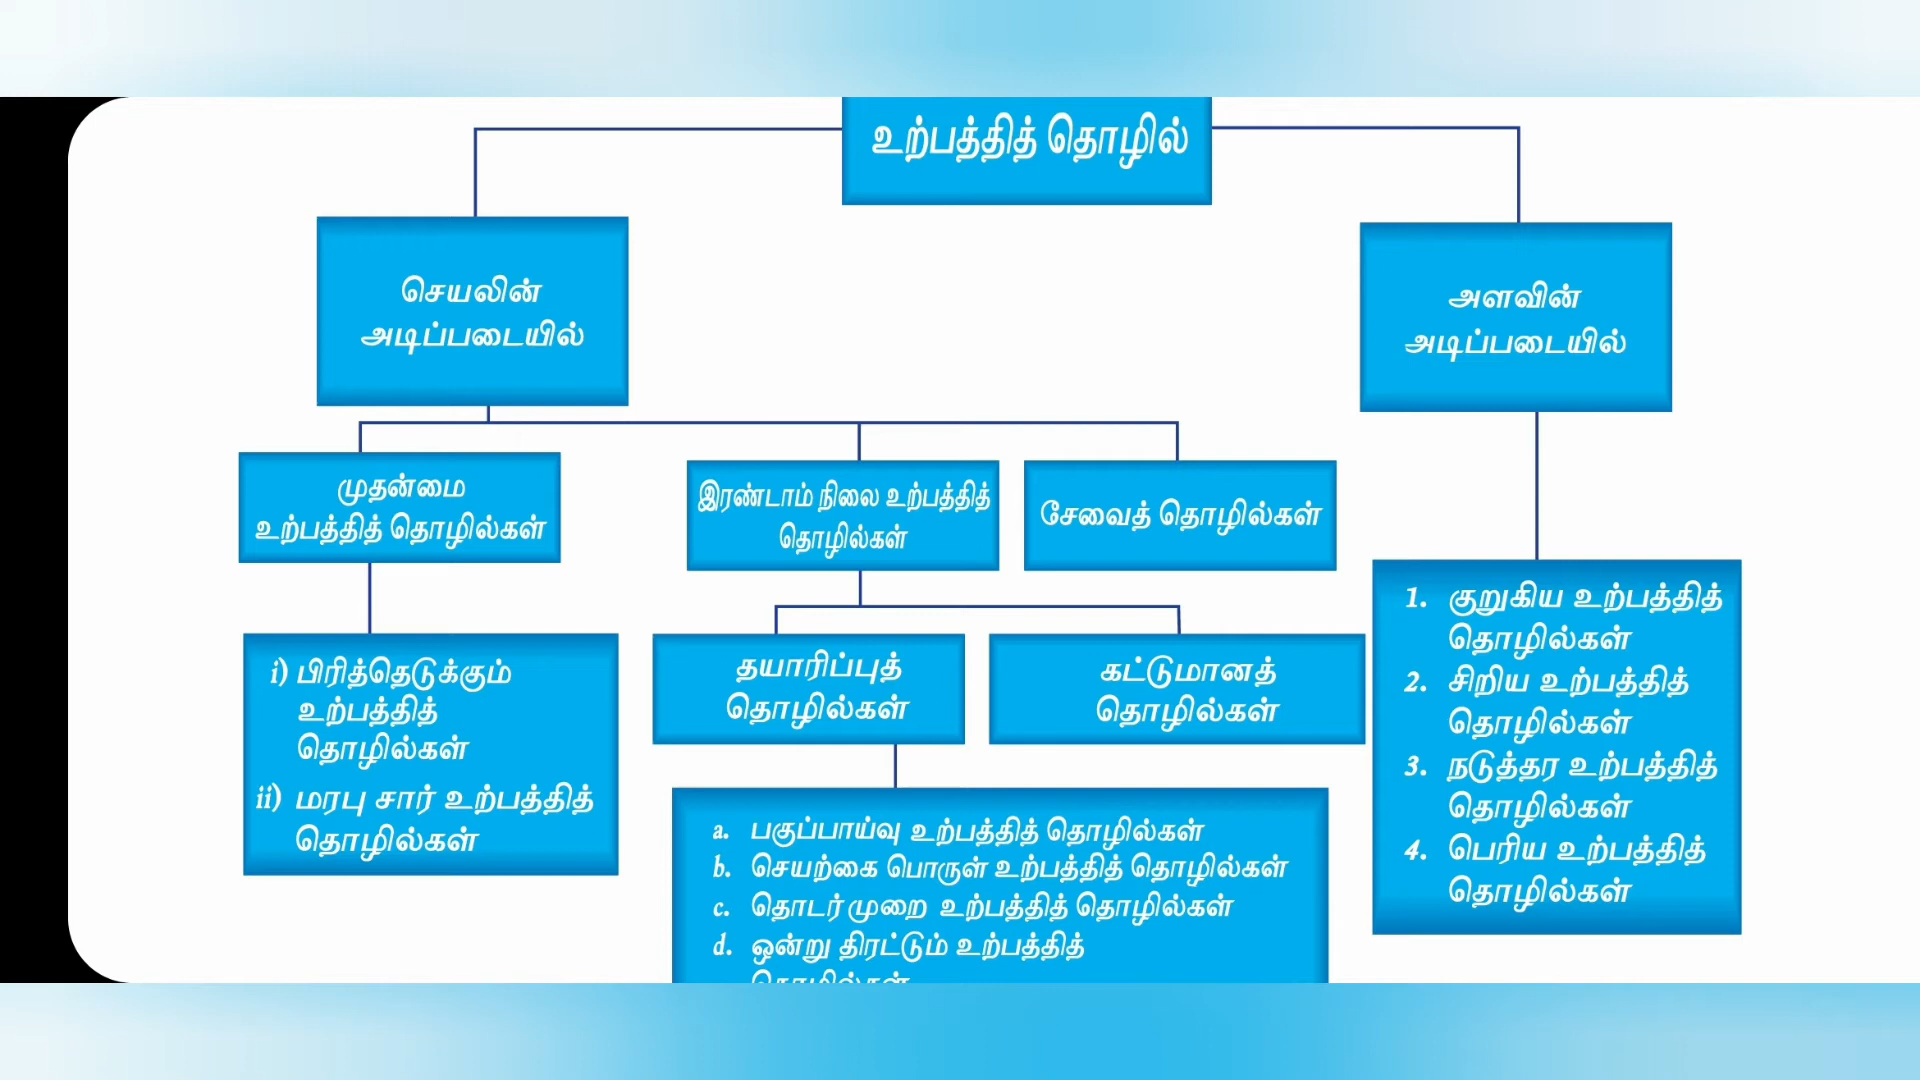 உற்பத்தித் தொழில்
செயலின்
அடிப்படையில்
அளவின்
அடிப்படையில்
முதன்மை
உற்பத்தித் தொழில்கள்
இரண்டாம் நிலை உற்பத்தித்
தொழில்கள்
சேவைத் தொழில்கள்
i) பிரித்தெடுக்கும்
உற்பத்தித்
தொழில்கள்
ii) மரபு சார் உற்பத்தித்
தொழில்கள்
தயாரிப்புத்
தொழில்கள்
கட்டுமானத்
தொழில்கள்
a. பகுப்பாய்வு உற்பத்தித் தொழில்கள்
b. செயற்கை பொருள் உற்பத்தித் தொழில்கள்
c. தொடர்முறை உற்பத்தித் தொழில்கள்
d. ஒன்று திரட்டும் உற்பத்தித்
தொழில்கள்
1. குறுகிய உற்பத்தித்
தொழில்கள்
2. சிறிய உற்பத்தித்
தொழில்கள்
3. நடுத்தர உற்பத்தித்
தொழில்கள்
4. பெரிய உற்பத்தித்
தொழில்கள்